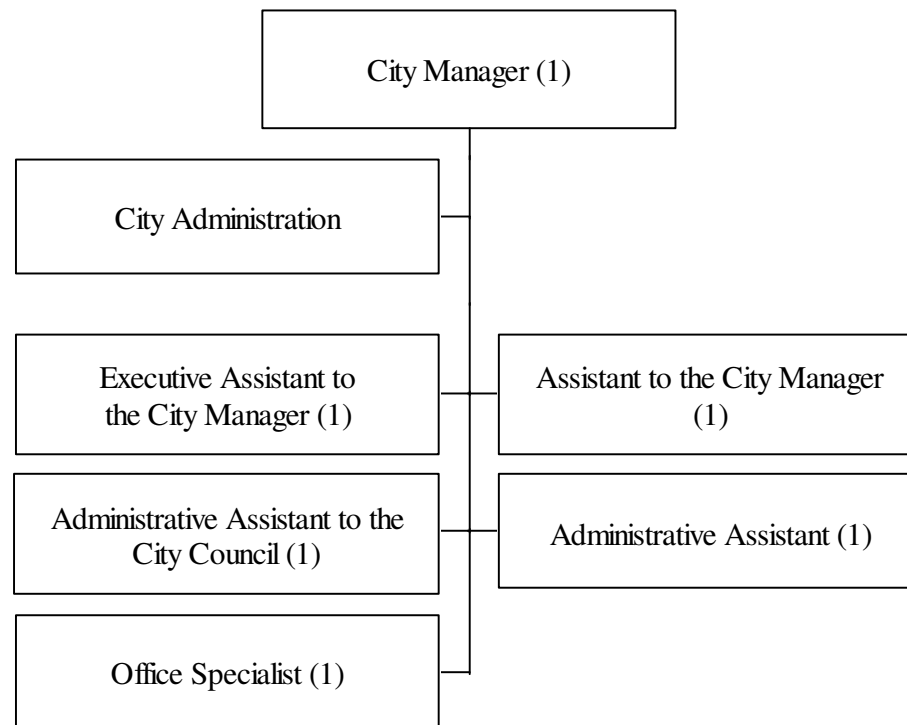 City Manager (1)
City Administration
Executive Assistant to
the City Manager (1)
Assistant to the City Manager
(1)
Administrative Assistant to the
City Council (1)
Administrative Assistant (1)
Office Specialist (1)